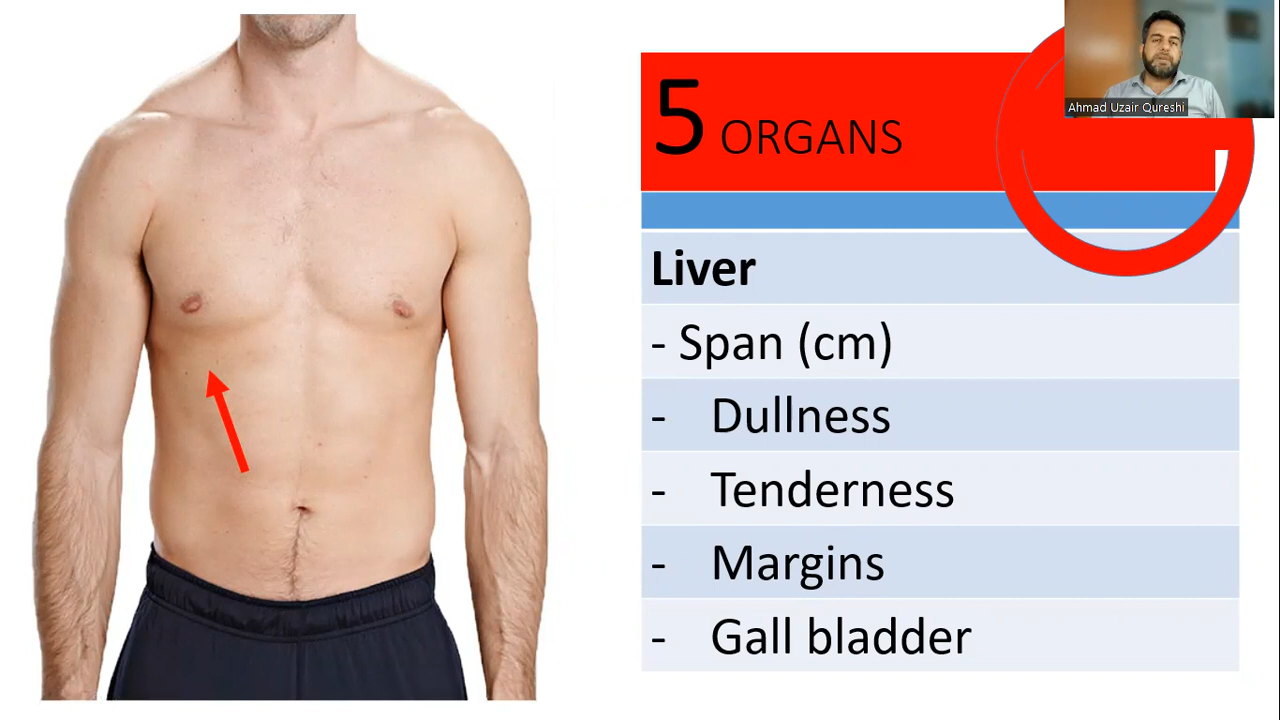 5 ORGANS
Ahmad Uzair Qureshi
Liver
- Span (cm)
- Dullness
- Tenderness
- Margins
- Gall bladder